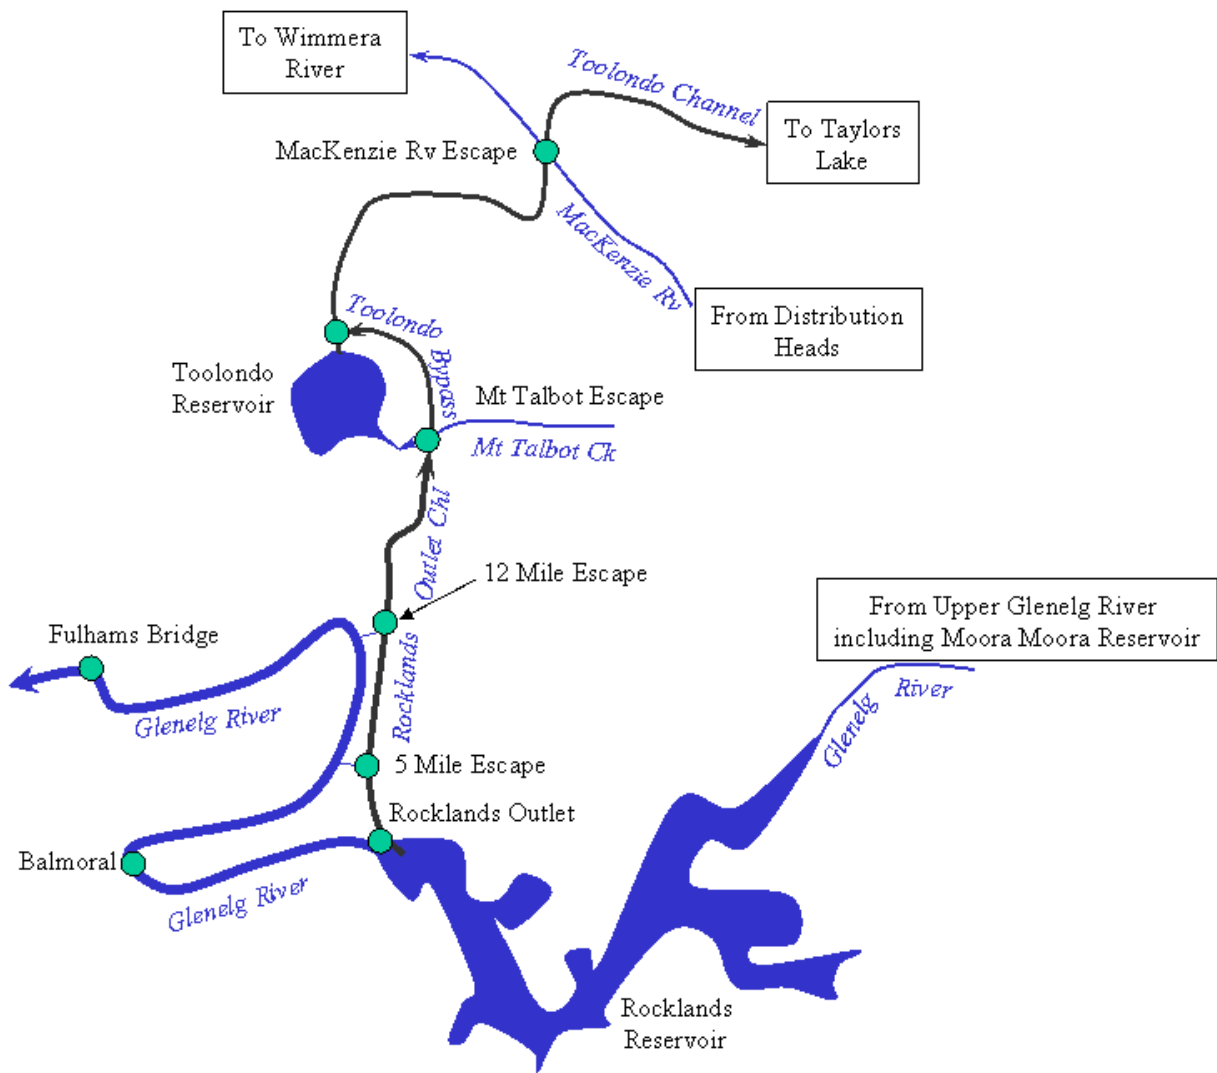 To Wimmera
River
Toolondo Channel
To Taylors
Lake
MacKenzie Rv Escape
MacKenzie Rv
From Distribution
Heads
Toolondo
Bypass
Toolondo
Reservoir
Mt Talbot Escape
Mt Talbot Ck
Outlet Chl
12 Mile Escape
From Upper Glenelg River
including Moora Moora Reservoir
Fulhams Bridge
Glenelg River
Rocklands
Glenelg
River
5 Mile Escape
Rocklands Outlet
Balmoral
Glenelg River
Rocklands
Reservoir